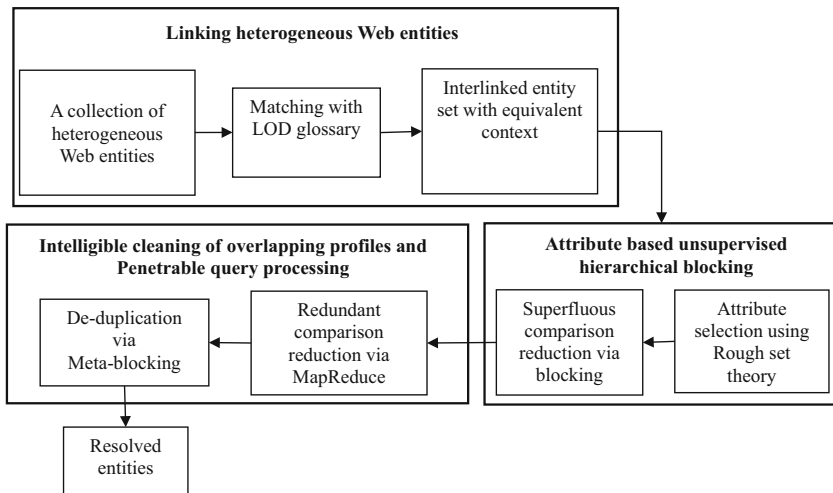 Linking heterogeneous Web entities
A collection of
heterogeneous
Web entities
Matching with
LOD glossary
Interlinked entity
set with equivalent
context
Intelligible cleaning of overlapping profiles and
Penetrable query processing
De-duplication
via
Meta-blocking
Redundant
comparison
reduction via
MapReduce
Attribute based unsupervised
hierarchical blocking
Superfluous
comparison
reduction via
blocking
Attribute
selection using
Rough set
theory
Resolved
entities